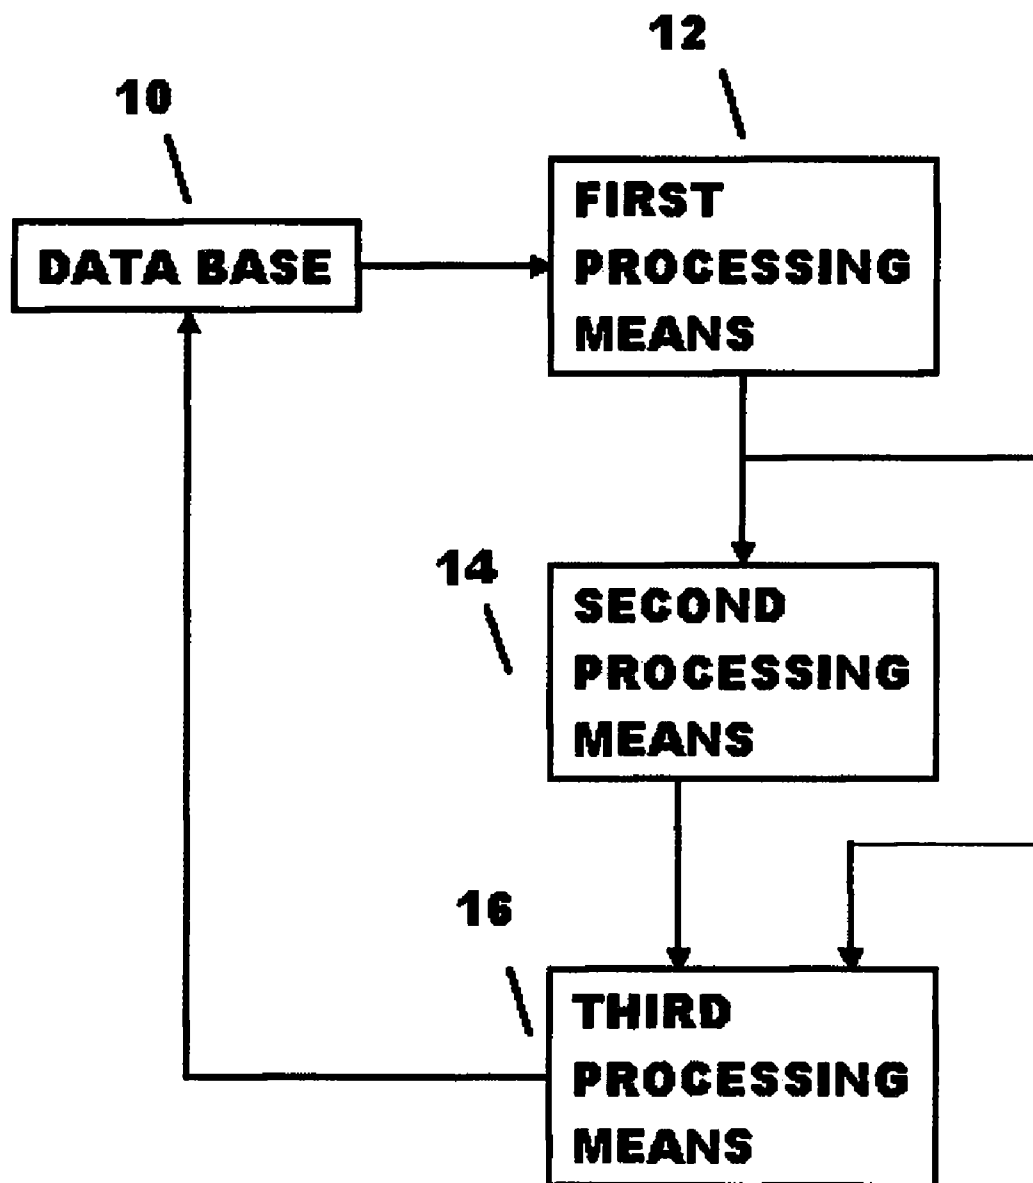 12
10
FIRST
PROCESSING
MEANS
DATA BASE
14
SECOND
PROCESSING
MEANS
16
THIRD
PROCESSING
MEANS